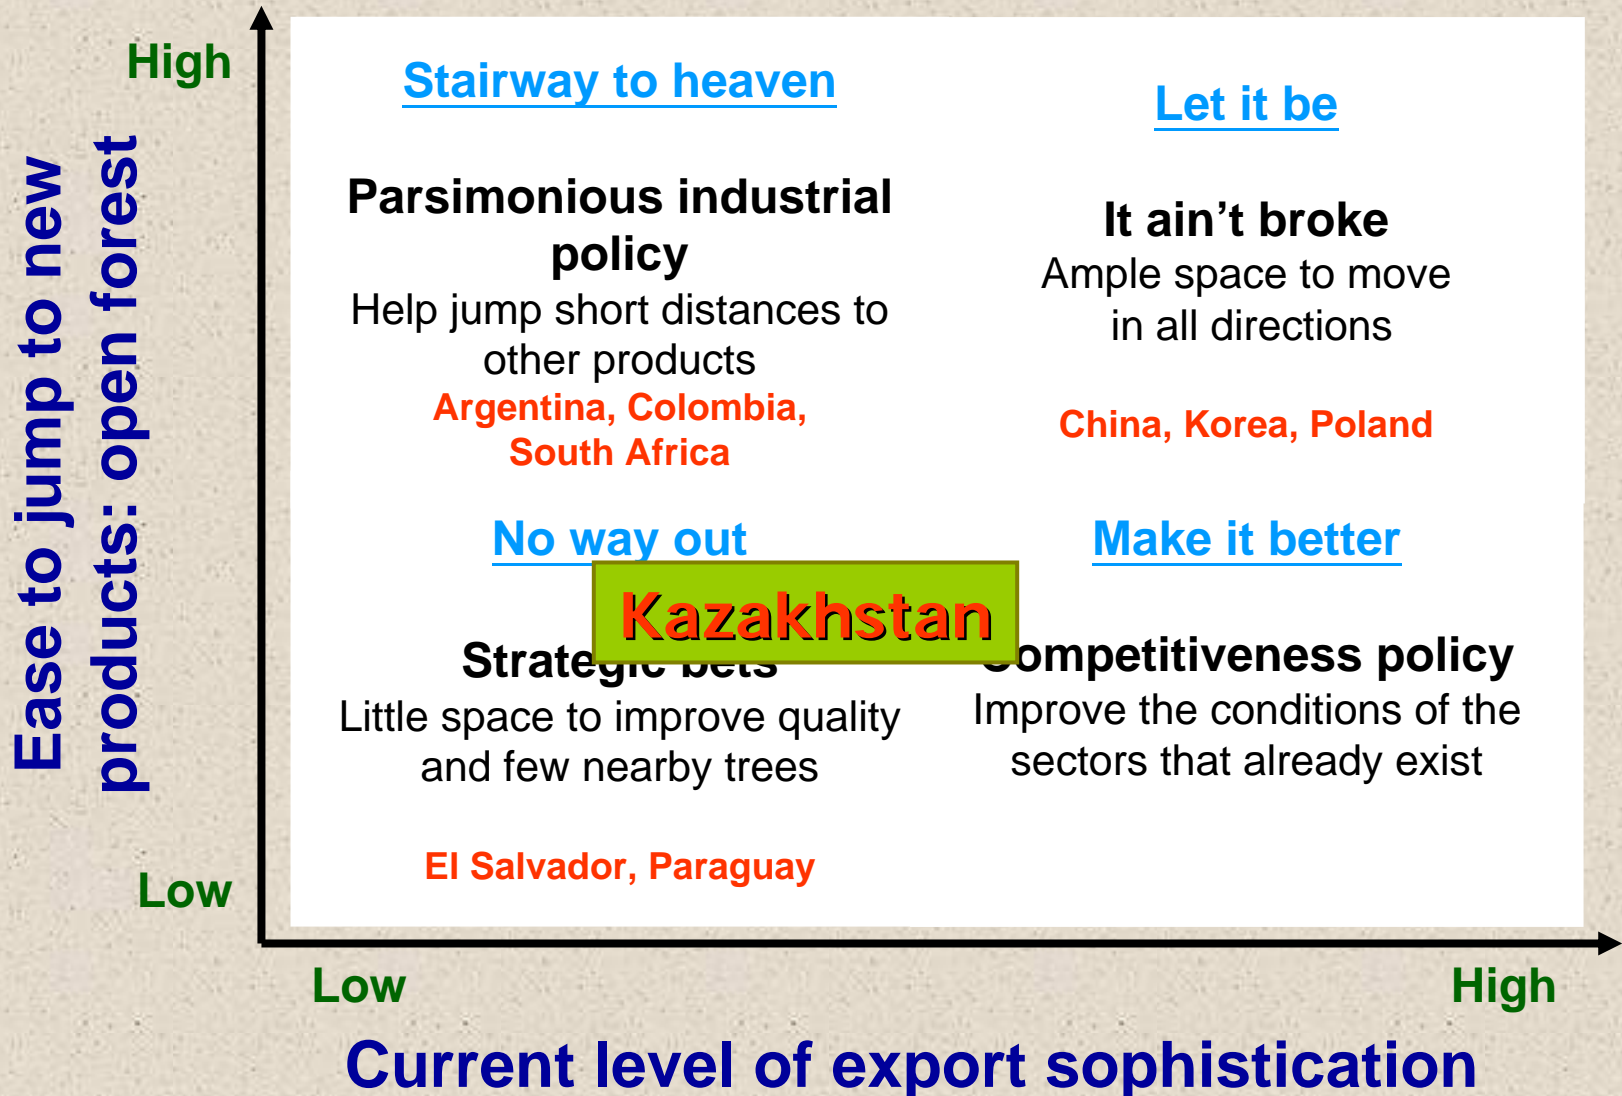 High
Ease to jump to new
products: open forest
Low
Stairway to heaven
Parsimonious industrial
policy
Help jump short distances to
other products
Argentina, Colombia,
South Africa
Let it be
It ain't broke
Ample space to move
in all directions
China, Korea, Poland
No way out
Kazakhstan
Strategic bets
Little space to improve quality
and few nearby trees
El Salvador, Paraguay
Make it better
Competitiveness policy
Improve the conditions of the
sectors that already exist
Low
High
Current level of export sophistication